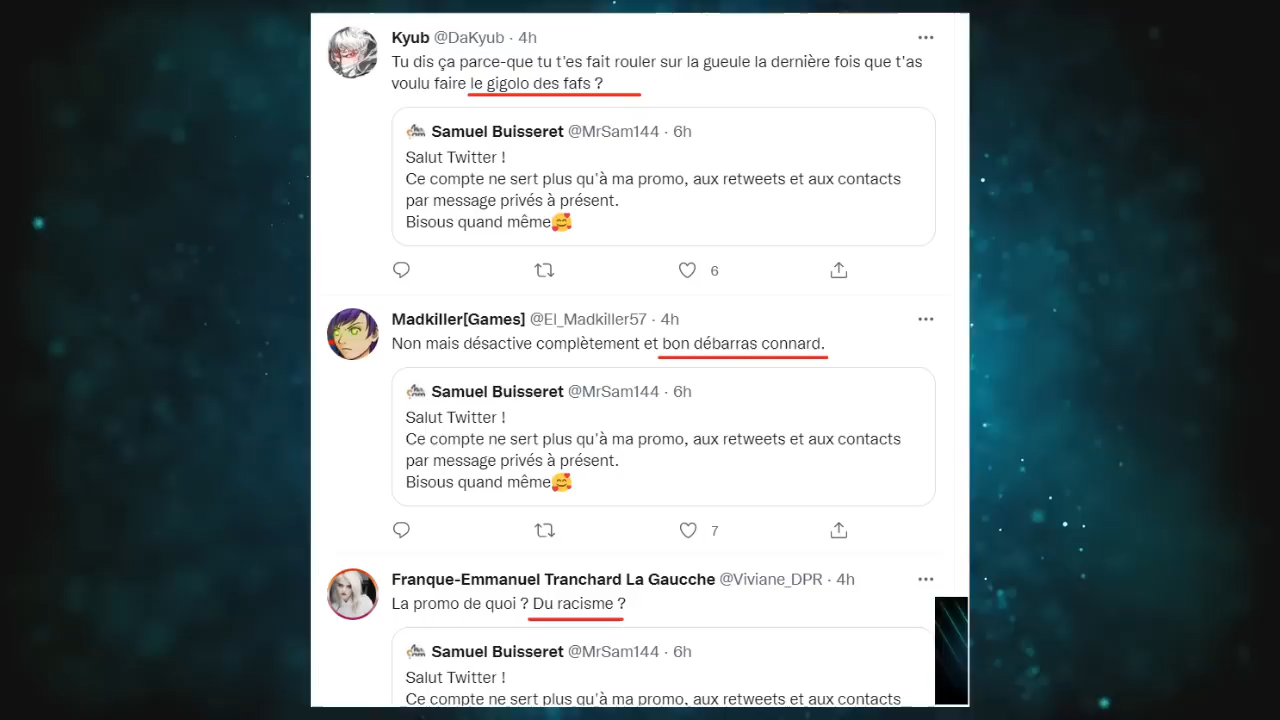 Kyub @DaKyub · 4h
Tu dis ça parce-que tu t'es fait rouler sur la gueule la dernière fois que t'as
voulu faire le gigolo des fafs ?
Samuel Buisseret @MrSam144 · 6h
Salut Twitter !
Ce compte ne sert plus qu'à ma promo, aux retweets et aux contacts
par message privés à présent.
Bisous quand même🥰
6
Madkiller[Games] @El_Madkiller57 · 4h
Non mais désactive complètement et bon débarras connard.
Samuel Buisseret @MrSam144 · 6h
Salut Twitter !
Ce compte ne sert plus qu'à ma promo, aux retweets et aux contacts
par message privés à présent.
Bisous quand même🥰
7
Franque-Emmanuel Tranchard La Gaucche @Viviane_DPR · 4h
La promo de quoi ? Du racisme ?
Samuel Buisseret @MrSam144 · 6h
Salut Twitter !
Ce compte ne sert plus qu'à ma promo, aux retweets et aux contacts